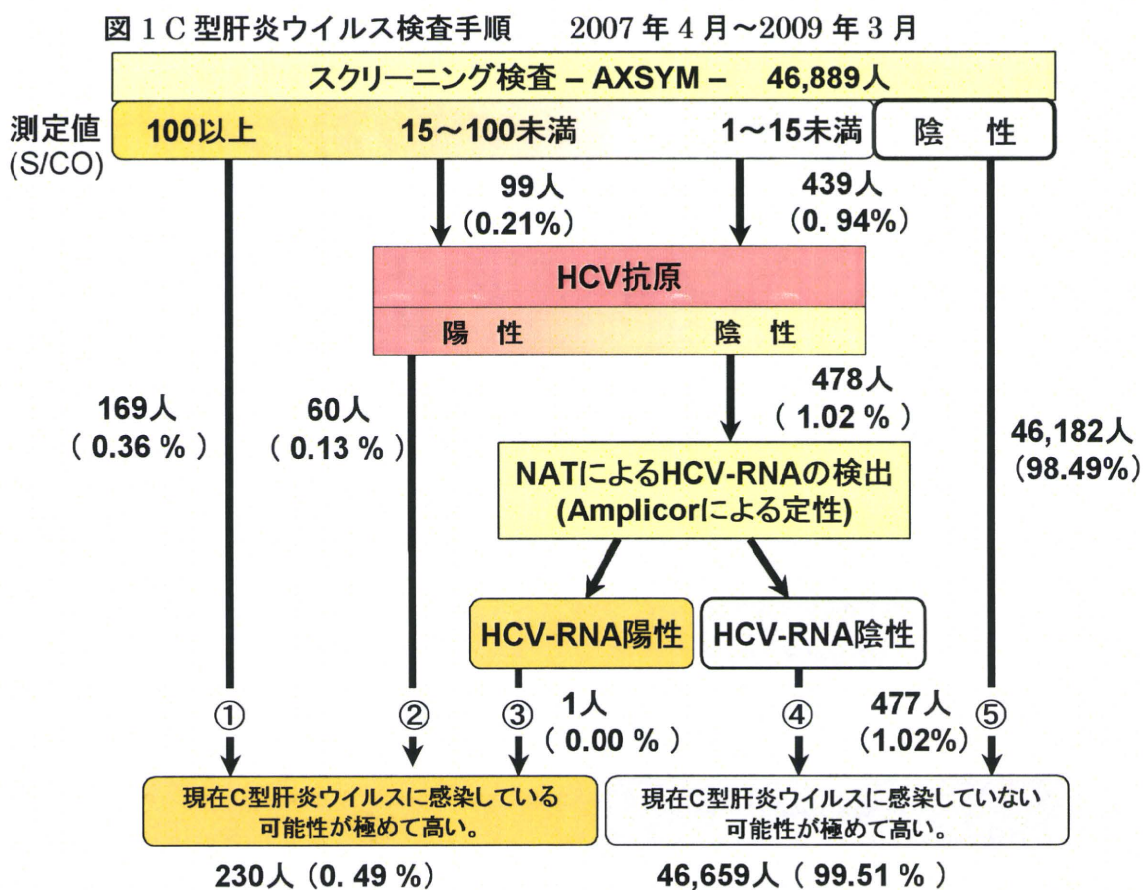 図1 C型肝炎ウイルス検査手順 2007年4月～2009年3月
スクリーニング検査 – AXSYM – 46,889人
測定値
(S/CO)
100以上 15～100未満 1～15未満 陰 性
99人
(0.21%)
439人
(0. 94%)
HCV抗原
陽 性 陰 性
169人
( 0.36 % )
60人
( 0.13 % )
478人
( 1.02 % )
46,182人
(98.49%)
NATによるHCV-RNAの検出
(Amplicorによる定性)
HCV-RNA陽性 HCV-RNA陰性
① ② ③ 1人
( 0.00 % )
④ 477人
(1.02%)
⑤
現在C型肝炎ウイルスに感染している
可能性が極めて高い。
現在C型肝炎ウイルスに感染していない
可能性が極めて高い。
230人 (0. 49 %) 46,659人 ( 99.51 % )